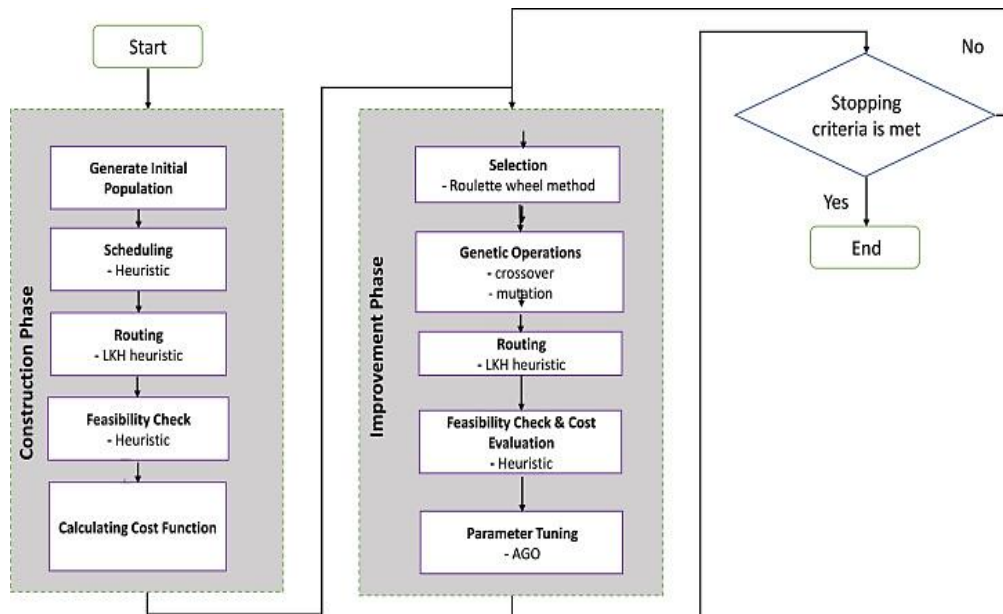 Start
Construction Phase
Generate Initial
Population
Scheduling
- Heuristic
Routing
- LKH heuristic
Feasibility Check
- Heuristic
Calculating Cost Function
Improvement Phase
Selection
- Roulette wheel method
Genetic Operations
- crossover
- mutation
Routing
- LKH heuristic
Feasibility Check & Cost
Evaluation
- Heuristic
Parameter Tuning
- AGO
No
Stopping
criteria is met
Yes
End